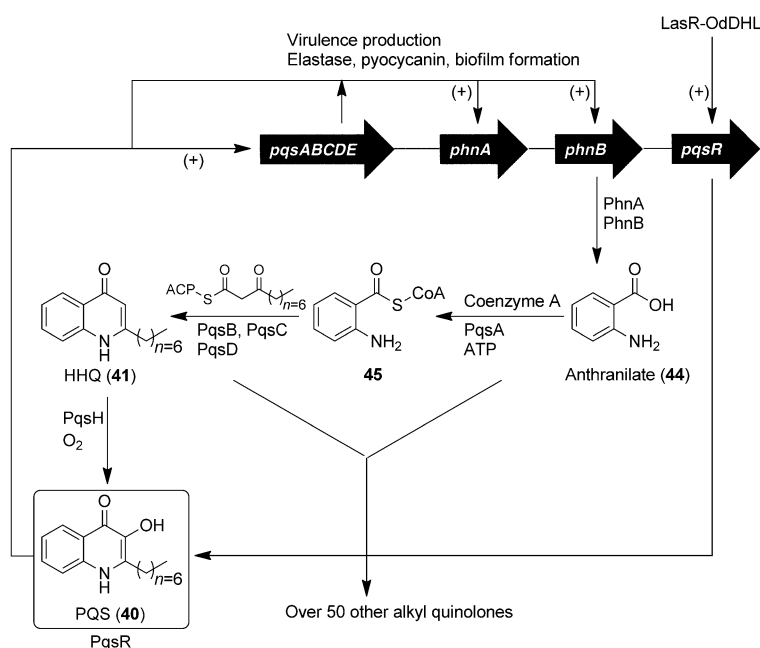 LasR-OdDHL
Virulence production
Elastase, pyocycanin, biofilm formation
(+)
(+)
(+)
(+)
pqsABCDE
phnA
phnB
pqsR
PhnA
PhnB
O
N
H
n=6
HHQ (41)
ACP
S
O
O
n=6
PqsB, PqsC
PqsD
O
S
CoA
NH2
45
Coenzyme A
PqsA
ATP
O
OH
NH2
Anthranilate (44)
PqsH
O2
O
OH
N
H
n=6
PQS (40)
PqsR
Over 50 other alkyl quinolones